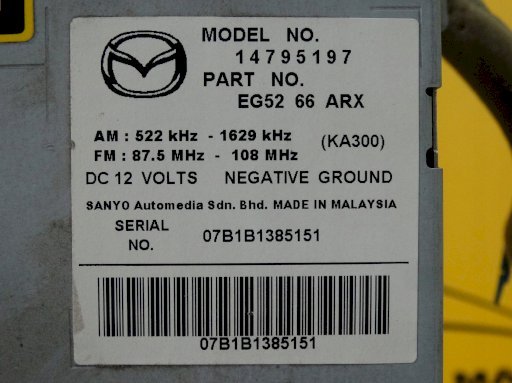 MODEL NO.
14795197
PART NO.
EG52 66 ARX
AM : 522 kHz - 1629 kHz
FM : 87.5 MHz - 108 MHz
(KA300)
DC 12 VOLTS NEGATIVE GROUND
SANYO Automedia Sdn. Bhd. MADE IN MALAYSIA
SERIAL
NO.
07B1B1385151
07B1B1385151